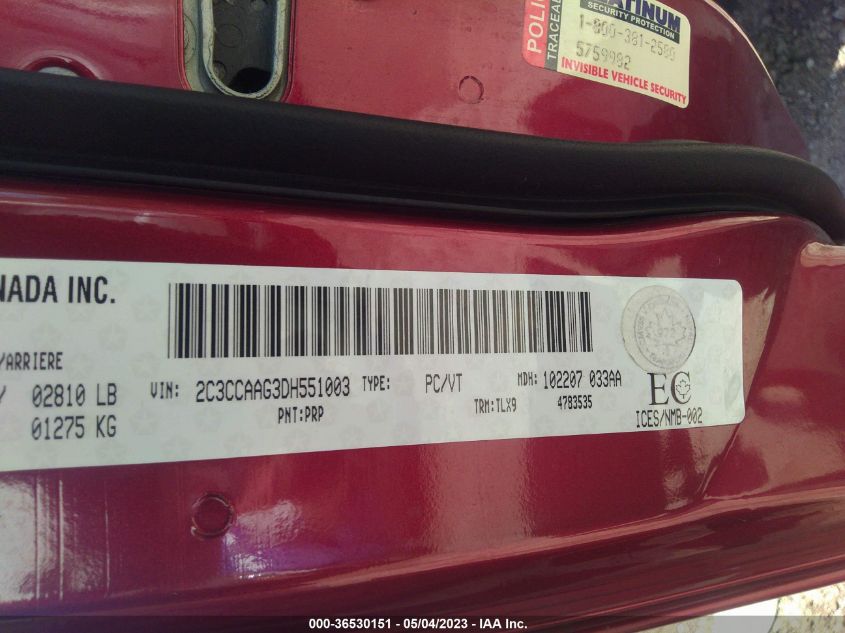 PLATINUM
SECURITY PROTECTION
1-800-381-2580
5759982
INVISIBLE VEHICLE SECURITY
POLI
TRACEA
NADA INC.
/ARRIERE
02810 LB
01275 KG
VIN: 2C3CCAAG3DH551003 TYPE: PC/VT MDH: 102207 033AA
PNT:PRP TRM:TLX9 4783535
EC
ICES/NMB-002
000-36530151 - 05/04/2023 - IAA Inc.